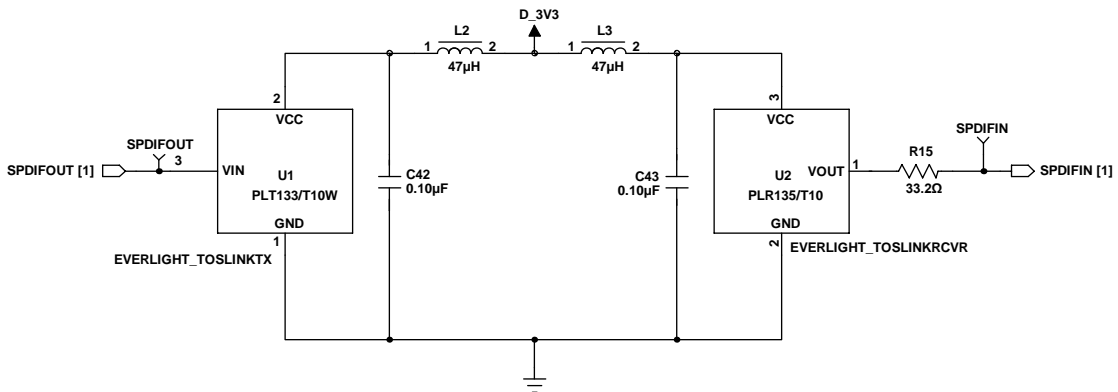 D_3V3
L2
L3
1
2
1
2
47µH
47µH
2
3
VCC
VCC
SPDIFOUT
SPDIFIN
SPDIFOUT [1]
3
VIN
U1
PLT133/T10W
C42
0.10µF
C43
0.10µF
U2
PLR135/T10
VOUT
1
R15
33.2Ω
SPDIFIN [1]
GND
GND
1
2
EVERLIGHT_TOSLINKTX
EVERLIGHT_TOSLINKRCVR